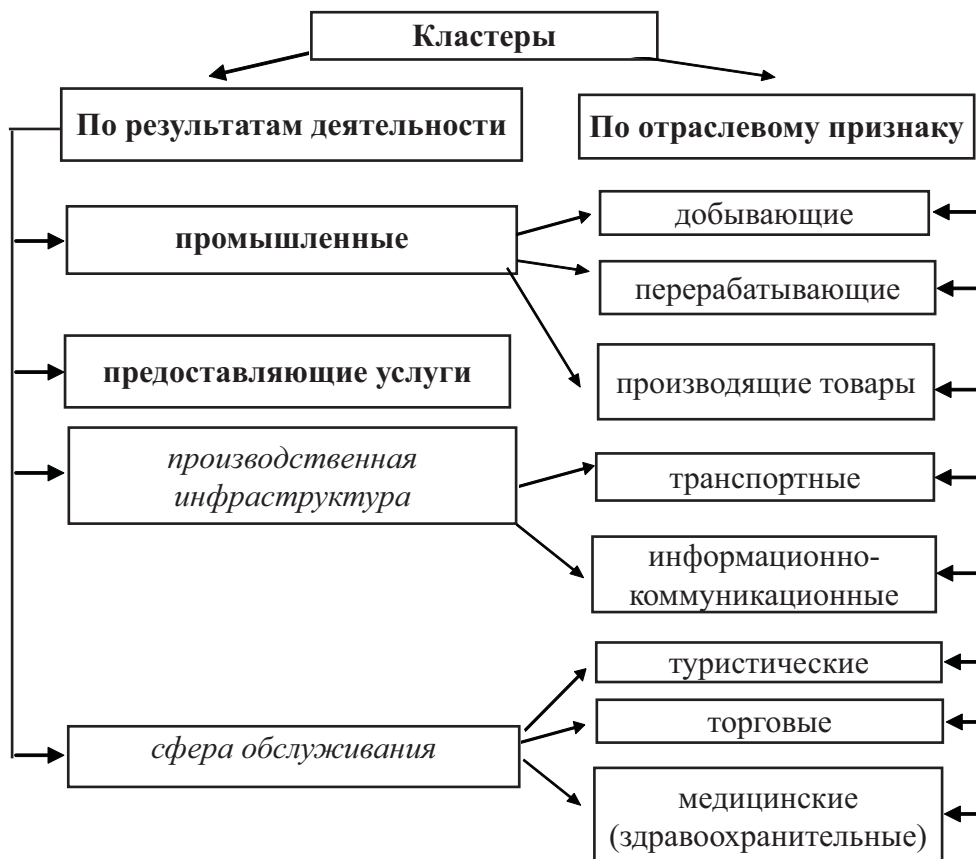 Кластеры
По результатам деятельности
По отраслевому признаку
промышленные
добывающие
перерабатывающие
предоставляющие услуги
производящие товары
производственная
инфраструктура
транспортные
информационно-
коммуникационные
туристические
сфера обслуживания
торговые
медицинские
(здравоохранительные)